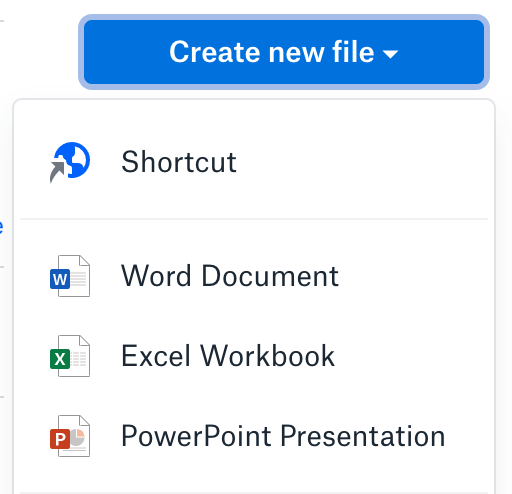 Create new file
Shortcut
W Word Document
X Excel Workbook
P PowerPoint Presentation